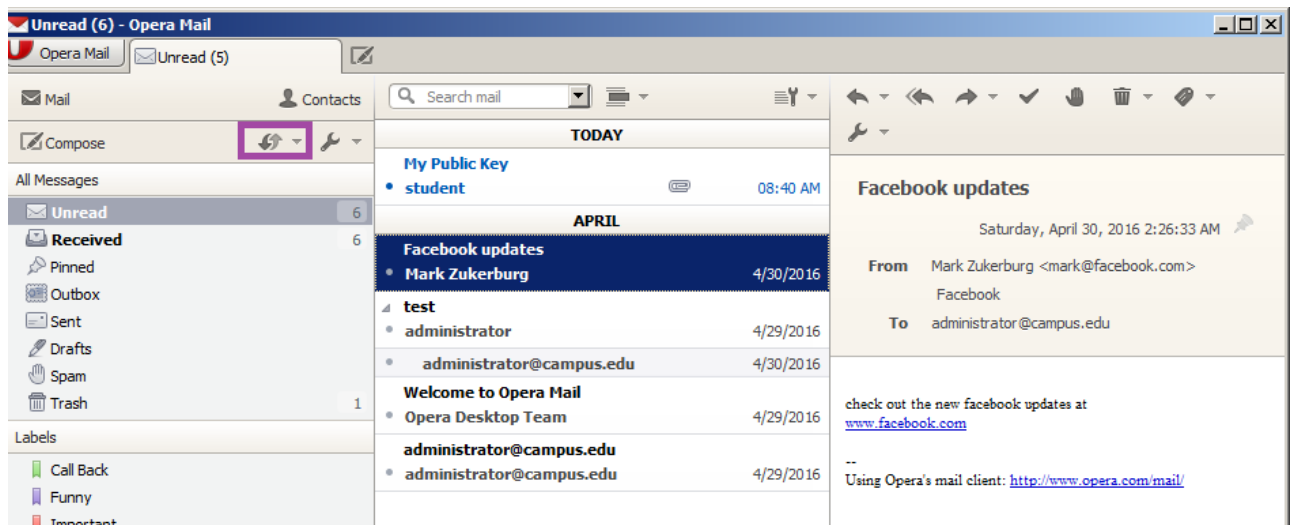 Unread (6) - Opera Mail
Opera Mail
Unread (5)
Mail
Contacts
Compose
All Messages
Unread 6
Received 6
Pinned
Outbox
Sent
Drafts
Spam
Trash 1
Labels
Call Back
Funny
Important
Search mail
TODAY
My Public Key
student 08:40 AM
APRIL
Facebook updates
Mark Zukerburg 4/30/2016
test
administrator 4/29/2016
administrator@campus.edu 4/30/2016
Welcome to Opera Mail
Opera Desktop Team 4/29/2016
administrator@campus.edu
administrator@campus.edu 4/29/2016
Facebook updates
Saturday, April 30, 2016 2:26:33 AM
From Mark Zukerburg <mark@facebook.com>
Facebook
To administrator@campus.edu
check out the new facebook updates at
www.facebook.com
--
Using Opera's mail client: http://www.opera.com/mail/